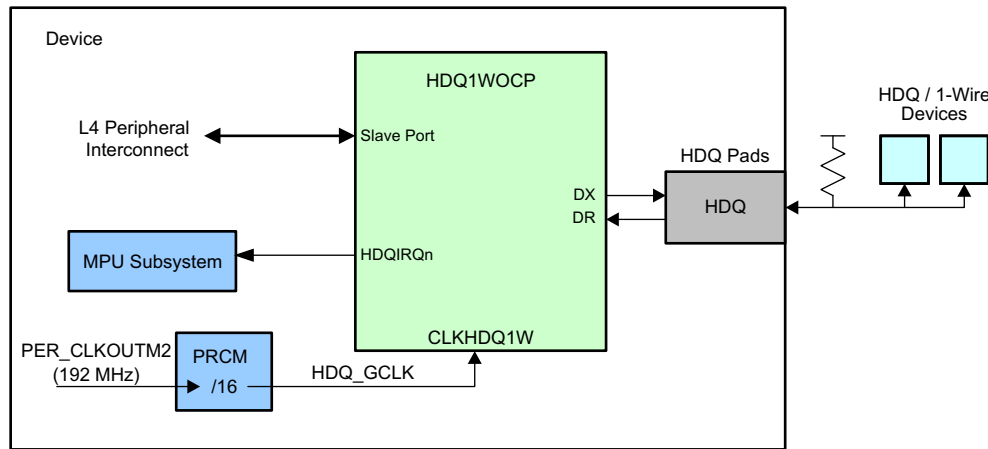 Device
HDQ1WOCP
HDQ / 1-Wire
Devices
L4 Peripheral
Interconnect
Slave Port
HDQ Pads
DX
DR
HDQ
MPU Subsystem
HDQIRQn
CLKHDQ1W
PER_CLKOUTM2
(192 MHz)
PRCM
/16
HDQ_GCLK